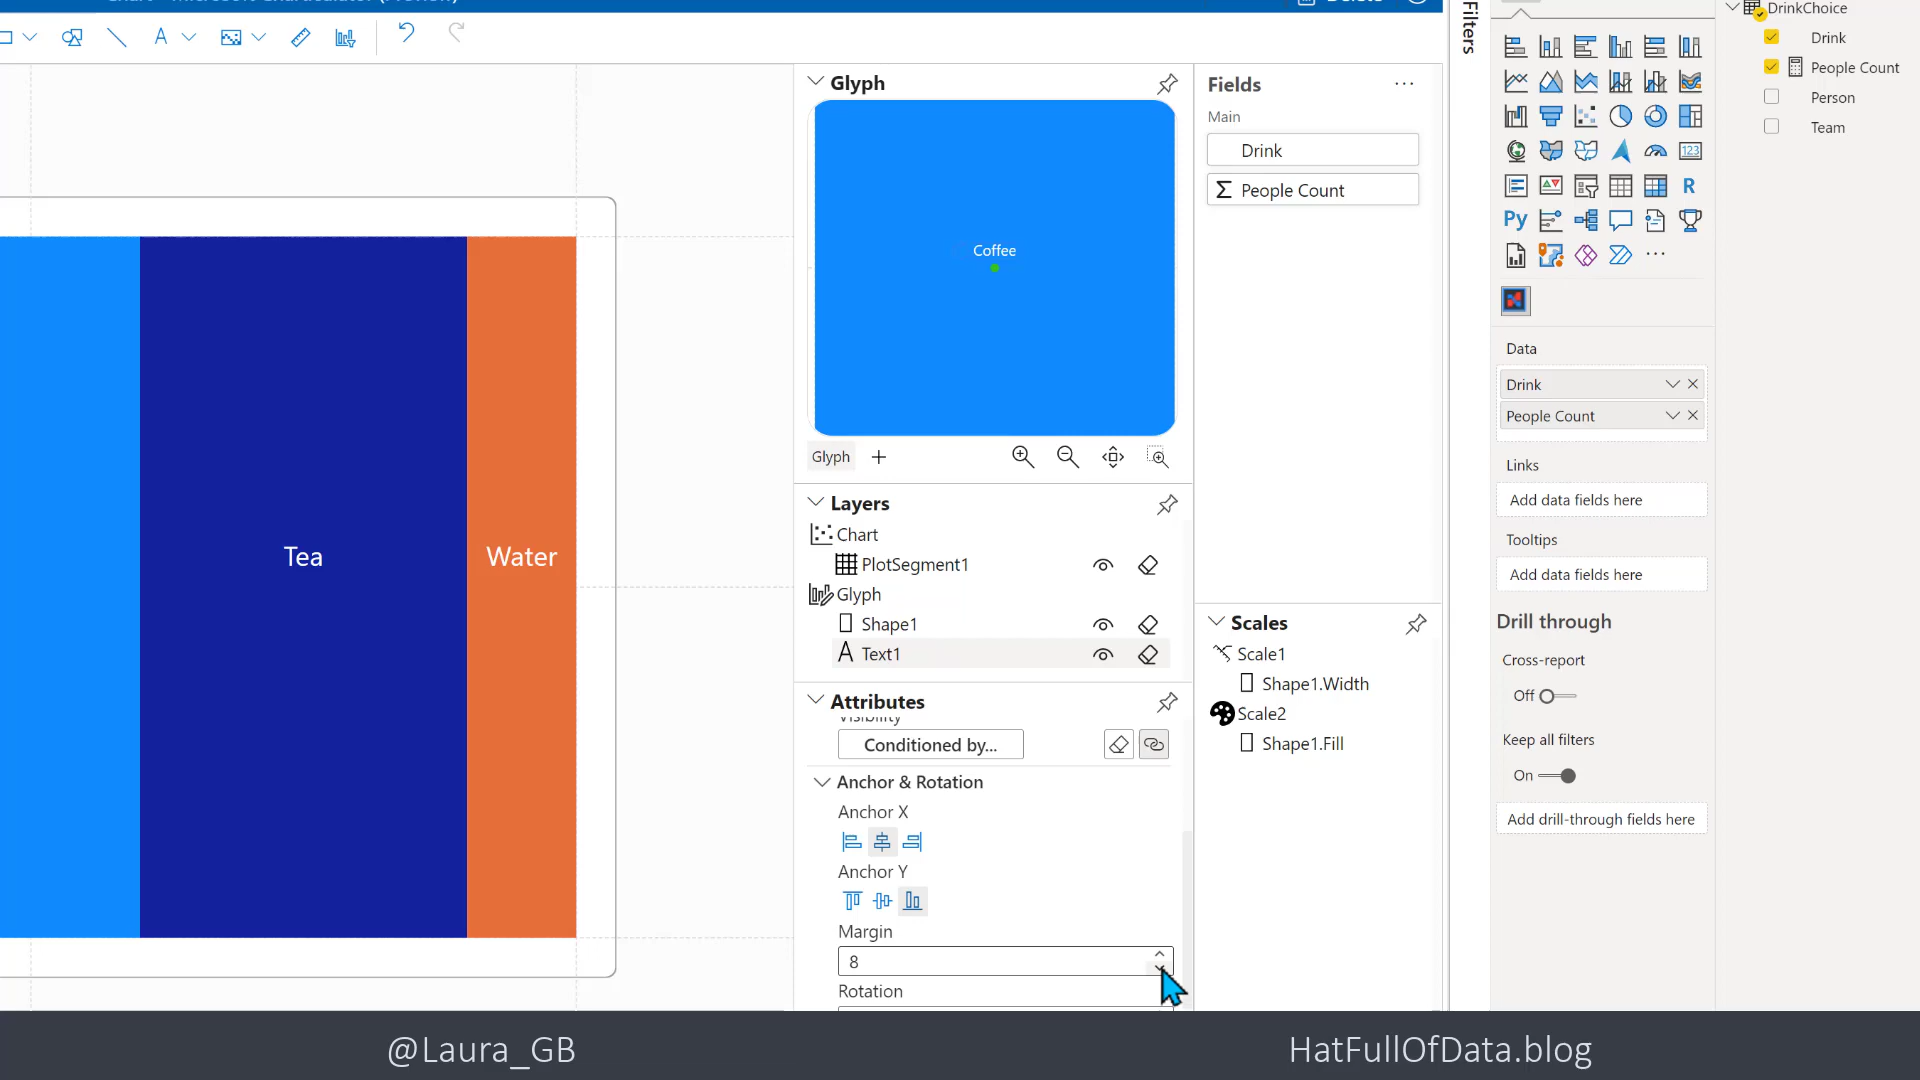 Filters
DrinkChoice
Drink
People Count
Person
Team
Glyph
Coffee
Glyph
Fields
Main
Drink
People Count
Tea
Water
Layers
Chart
PlotSegment1
Glyph
Shape1
Text1
Scales
Scale1
Shape1.Width
Scale2
Shape1.Fill
Attributes
Visibility
Conditioned by...
Anchor & Rotation
Anchor X
Anchor Y
Margin
8
Rotation
123
R
Py
Data
Drink
People Count
Links
Add data fields here
Tooltips
Add data fields here
Drill through
Cross-report
Off
Keep all filters
On
Add drill-through fields here
@Laura_GB
HatFullOfData.blog